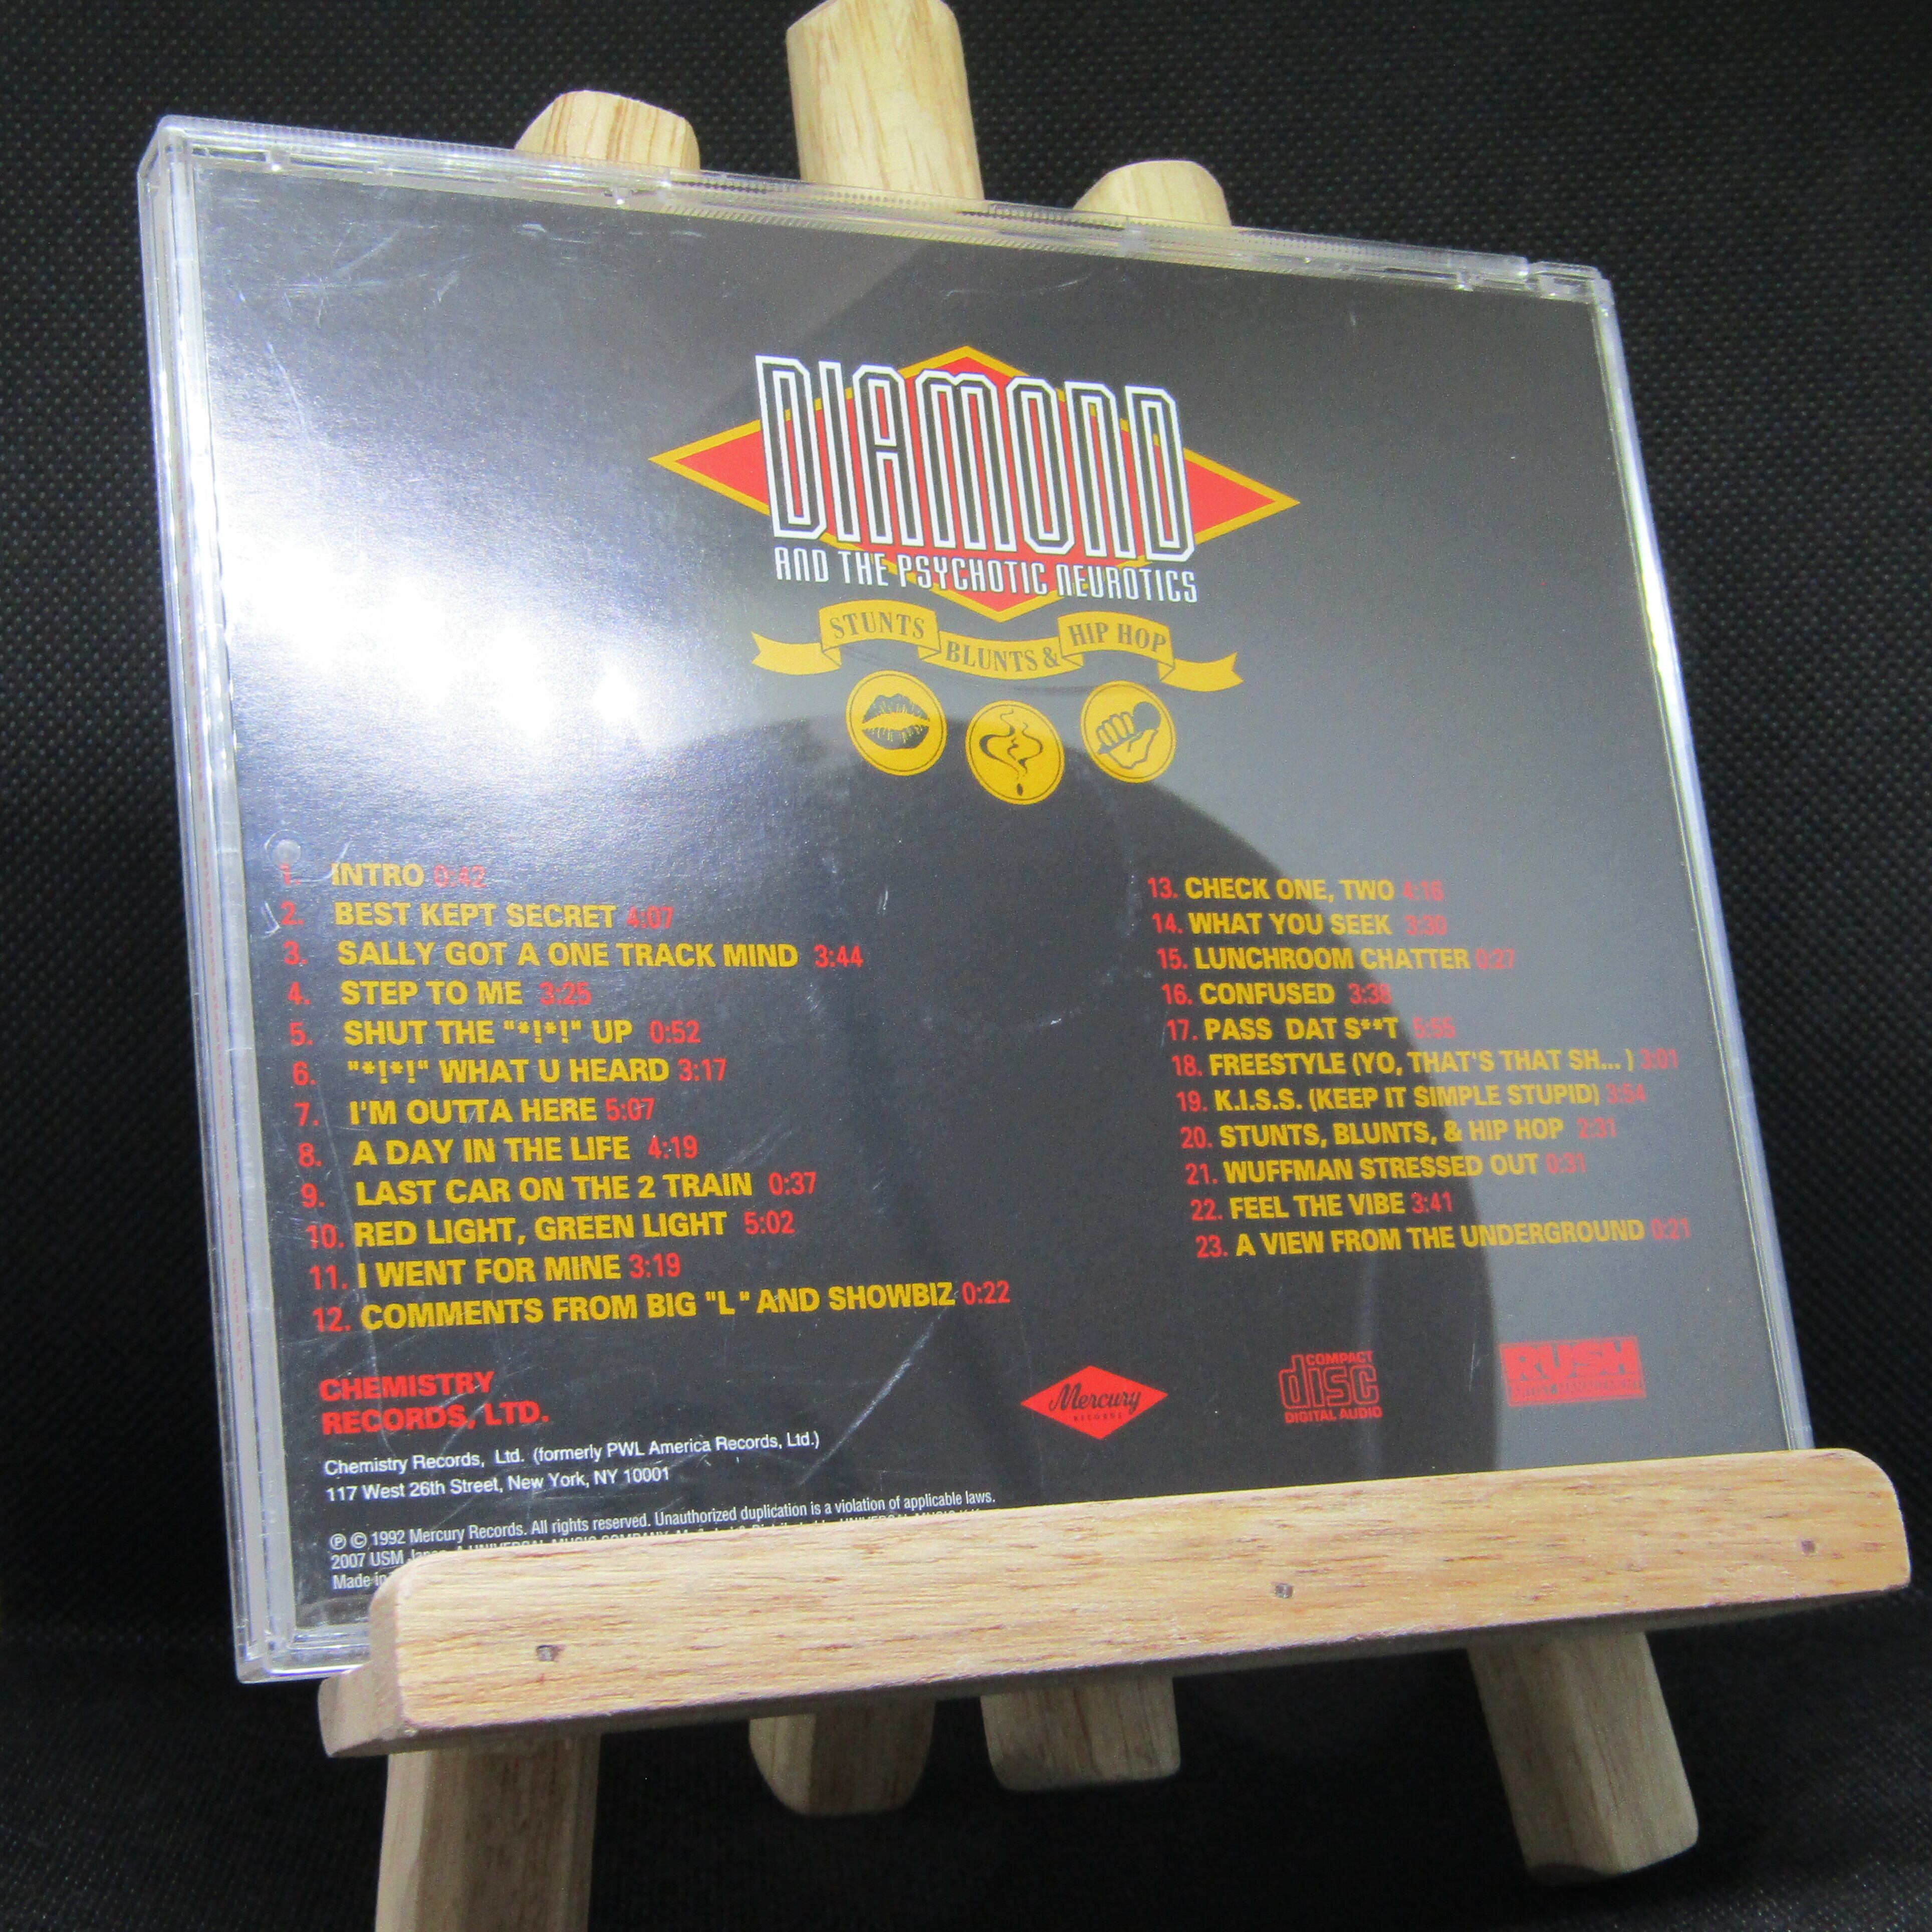 DIAMOND
AND THE PSYCHOTIC NEUROTICS
STUNTS
BLUNTS &
HIP HOP
1. INTRO 0:42
2. BEST KEPT SECRET 4:07
3. SALLY GOT A ONE TRACK MIND 3:44
4. STEP TO ME 3:25
5. SHUT THE "*!*!" UP 0:52
6. "*!*!" WHAT U HEARD 3:17
7. I'M OUTTA HERE 5:07
8. A DAY IN THE LIFE 4:19
9. LAST CAR ON THE 2 TRAIN 0:37
10. RED LIGHT, GREEN LIGHT 5:02
11. I WENT FOR MINE 3:19
12. COMMENTS FROM BIG "L" AND SHOWBIZ 0:22
13. CHECK ONE, TWO 4:16
14. WHAT YOU SEEK 3:30
15. LUNCHROOM CHATTER 0:27
16. CONFUSED 3:38
17. PASS DAT S**T 5:55
18. FREESTYLE (YO, THAT'S THAT SH... ) 3:01
19. K.I.S.S. (KEEP IT SIMPLE STUPID) 3:54
20. STUNTS, BLUNTS, & HIP HOP 2:31
21. WUFFMAN STRESSED OUT 0:31
22. FEEL THE VIBE 3:41
23. A VIEW FROM THE UNDERGROUND 0:21
CHEMISTRY
RECORDS, LTD.
Mercury
RECORDS
COMPACT
disc
DIGITAL AUDIO
RUSH
Chemistry Records, Ltd. (formerly PWL America Records, Ltd.)
117 West 26th Street, New York, NY 10001
℗ © 1992 Mercury Records. All rights reserved. Unauthorized duplication is a violation of applicable laws.
2007 USM
Made in